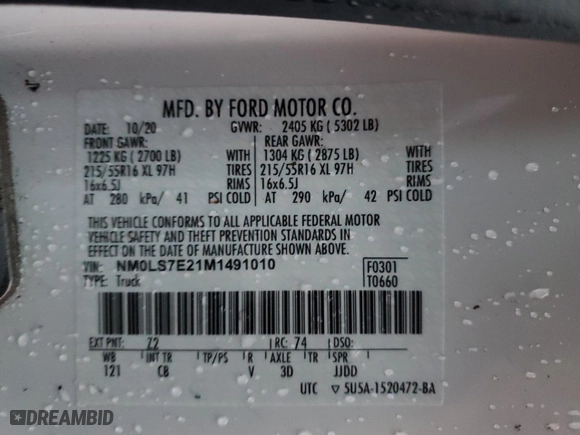 MFD. BY FORD MOTOR CO.
DATE: 10/20 GVWR: 2405 KG ( 5302 LB)
FRONT GAWR: REAR GAWR:
1225 KG ( 2700 LB) WITH 1304 KG ( 2875 LB) WITH
215/55R16 XL 97H TIRES 215/55R16 XL 97H TIRES
16x6.5J RIMS 16x6.5J RIMS
AT 280 kPa/ 41 PSI COLD AT 290 kPa/ 42 PSI COLD
THIS VEHICLE CONFORMS TO ALL APPLICABLE FEDERAL MOTOR
VEHICLE SAFETY AND THEFT PREVENTION STANDARDS IN
EFFECT ON THE DATE OF MANUFACTURE SHOWN ABOVE.
VIN: NM0LS7E21M1491010 F0301
TYPE: Truck T0660
EXT PNT: Z2 RC: 74 DSO:
WB INT TR TP/PS R AXLE TR SPR
121 CB V 3D JJDD
UTC 5U5A-1520472-BA
DREAMBID